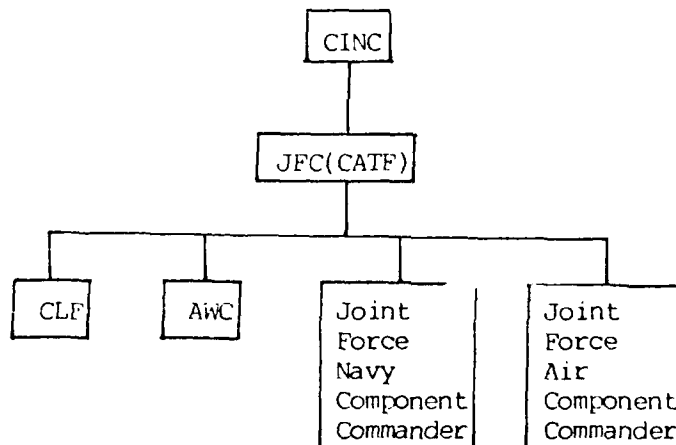 CINC
JFC(CATF)
CLF
AWC
Joint
Force
Navy
Component
Commander
Joint
Force
Air
Component
Commander